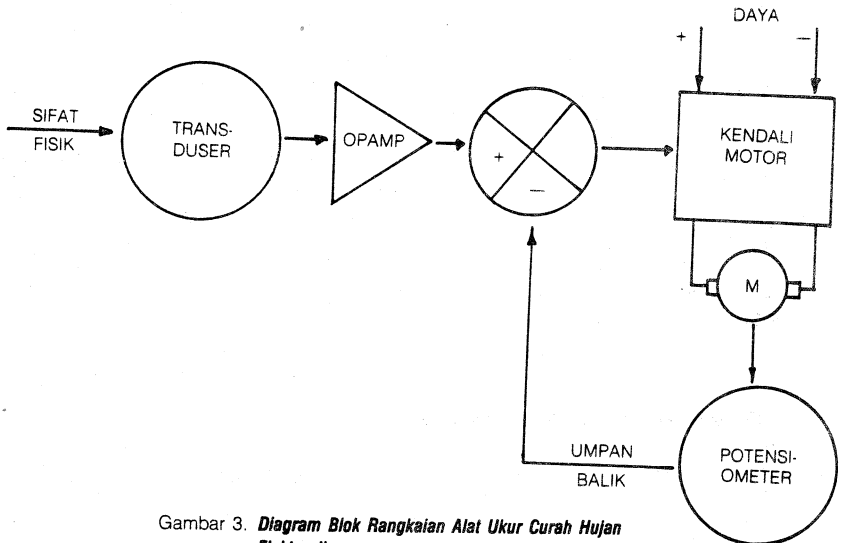 DAYA
+ –
SIFAT
FISIK
TRANS-
DUSER
OPAMP
+
–
KENDALI
MOTOR
M
UMPAN
BALIK
POTENSI-
OMETER
Gambar 3. Diagram Blok Rangkaian Alat Ukur Curah Hujan